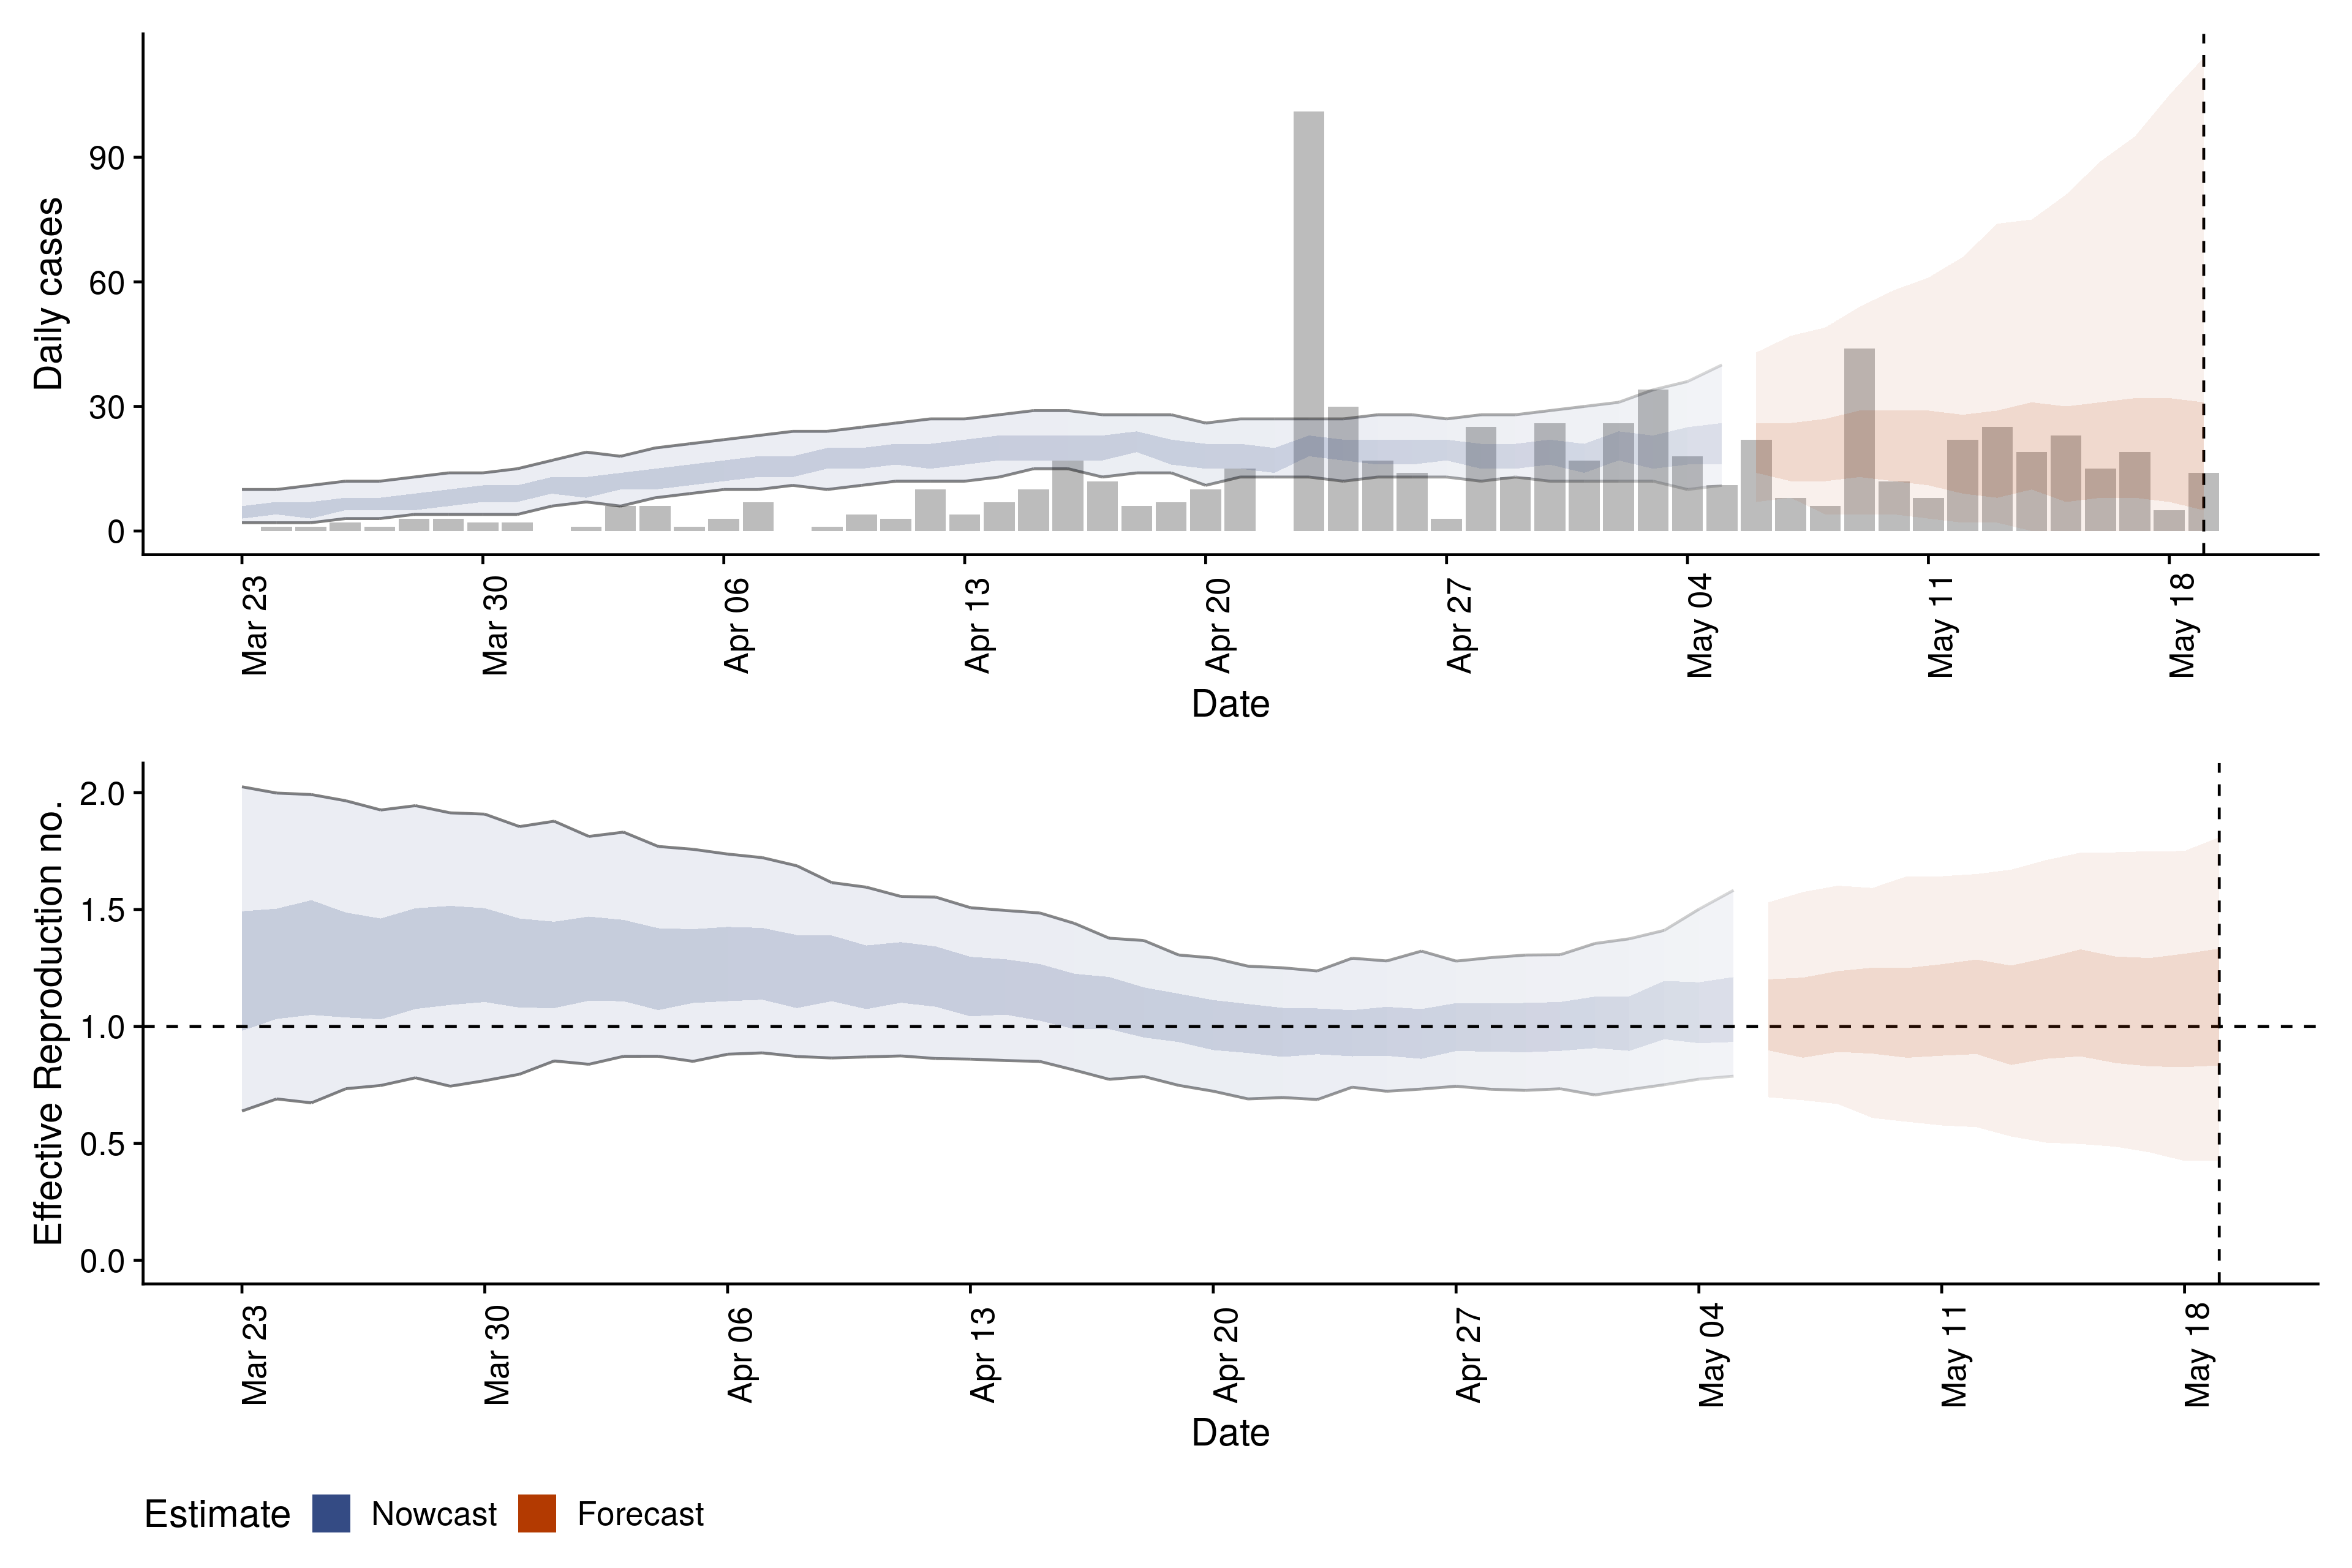 Daily cases
90
60
30
0
Mar 23
Mar 30
Apr 06
Apr 13
Apr 20
Apr 27
May 04
May 11
May 18
Date
Effective Reproduction no.
2.0
1.5
1.0
0.5
0.0
Mar 23
Mar 30
Apr 06
Apr 13
Apr 20
Apr 27
May 04
May 11
May 18
Date
Estimate Nowcast Forecast